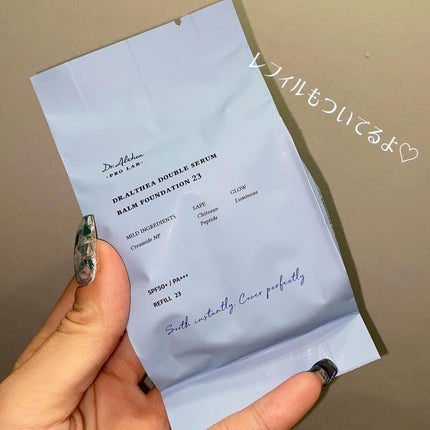 レフィルもついてるよ♡
Dr.Althea
-PRO LAB-
DR.ALTHEA DOUBLE SERUM
BALM FOUNDATION 23
MILD INGREDIENTS
Ceramide NP
SAFE
Chitosan
Peptide
GLOW
Luminous
SPF50+ / PA+++
REFILL 23
Sooth instantly Cover perfectly